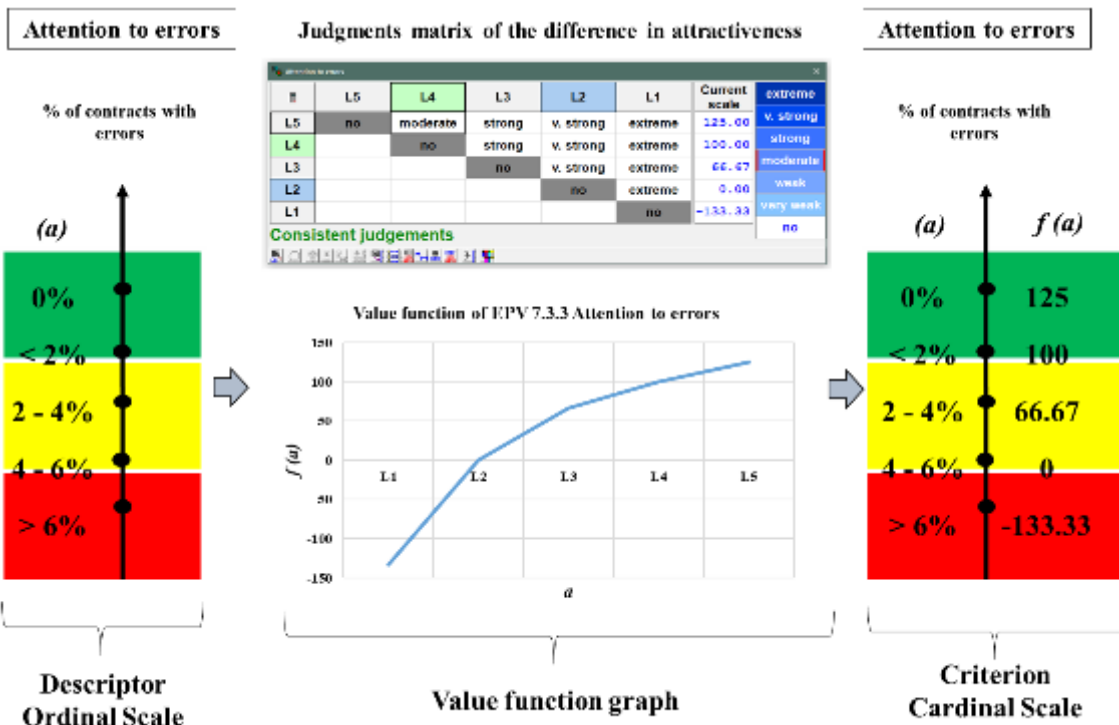 Attention to errors
Judgments matrix of the difference in attractiveness
Attention to errors
% of contracts with
errors
(a)
0%
< 2%
2 - 4%
4 - 6%
> 6%
Descriptor
Ordinal Scale
Attention to errors
L5 L4 L3 L2 L1 Current scale
L5 no moderate strong v. strong extreme 125.00
L4 no strong v. strong extreme 100.00
L3 no v. strong extreme 66.67
L2 no extreme 0.00
L1 no -133.33
extreme
v. strong
strong
moderate
weak
very weak
no
Consistent judgements
Value function of EPV 7.3.3 Attention to errors
f (a)
150
100
50
0
50
-100
-150
L1 L2 L3 L4 L5
a
Value function graph
% of contracts with
errors
(a) f (a)
0% 125
< 2% 100
2 - 4% 66.67
4 - 6% 0
> 6% -133.33
Criterion
Cardinal Scale